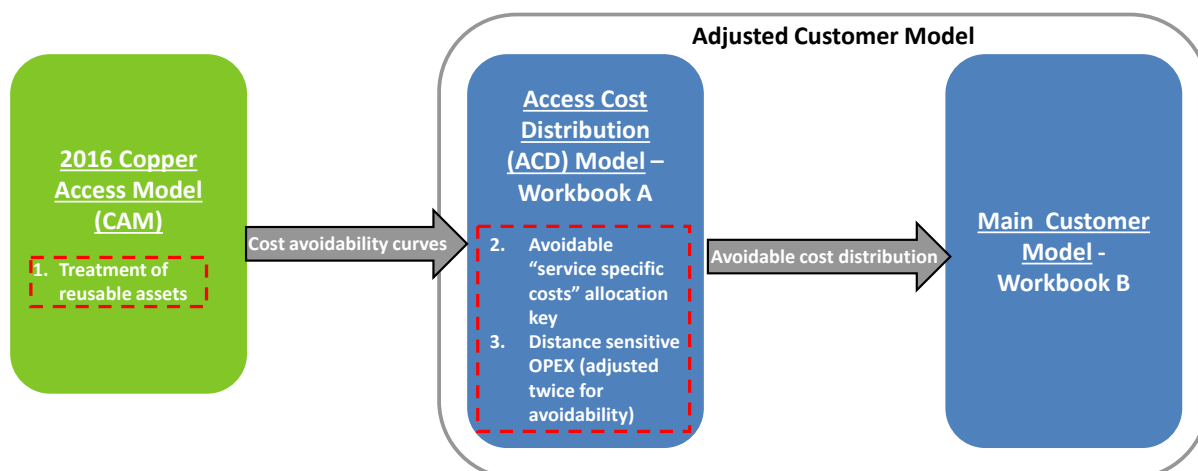 Adjusted Customer Model
2016 Copper
Access Model
(CAM)
1. Treatment of
reusable assets
Cost avoidability curves
Access Cost
Distribution
(ACD) Model –
Workbook A
2. Avoidable
“service specific
costs” allocation
key
3. Distance sensitive
OPEX (adjusted
twice for
avoidability)
Avoidable cost distribution
Main Customer
Model -
Workbook B